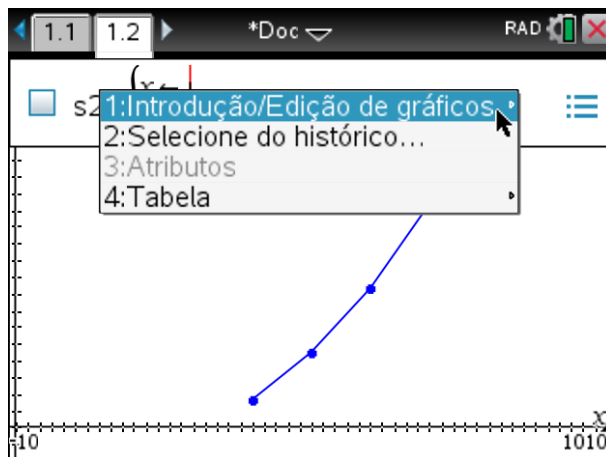 1.1 1.2 *Doc RAD
x←
s2
1:Introdução/Edição de gráficos
2:Selecione do histórico...
3:Atributos
4:Tabela
x
-10 1010